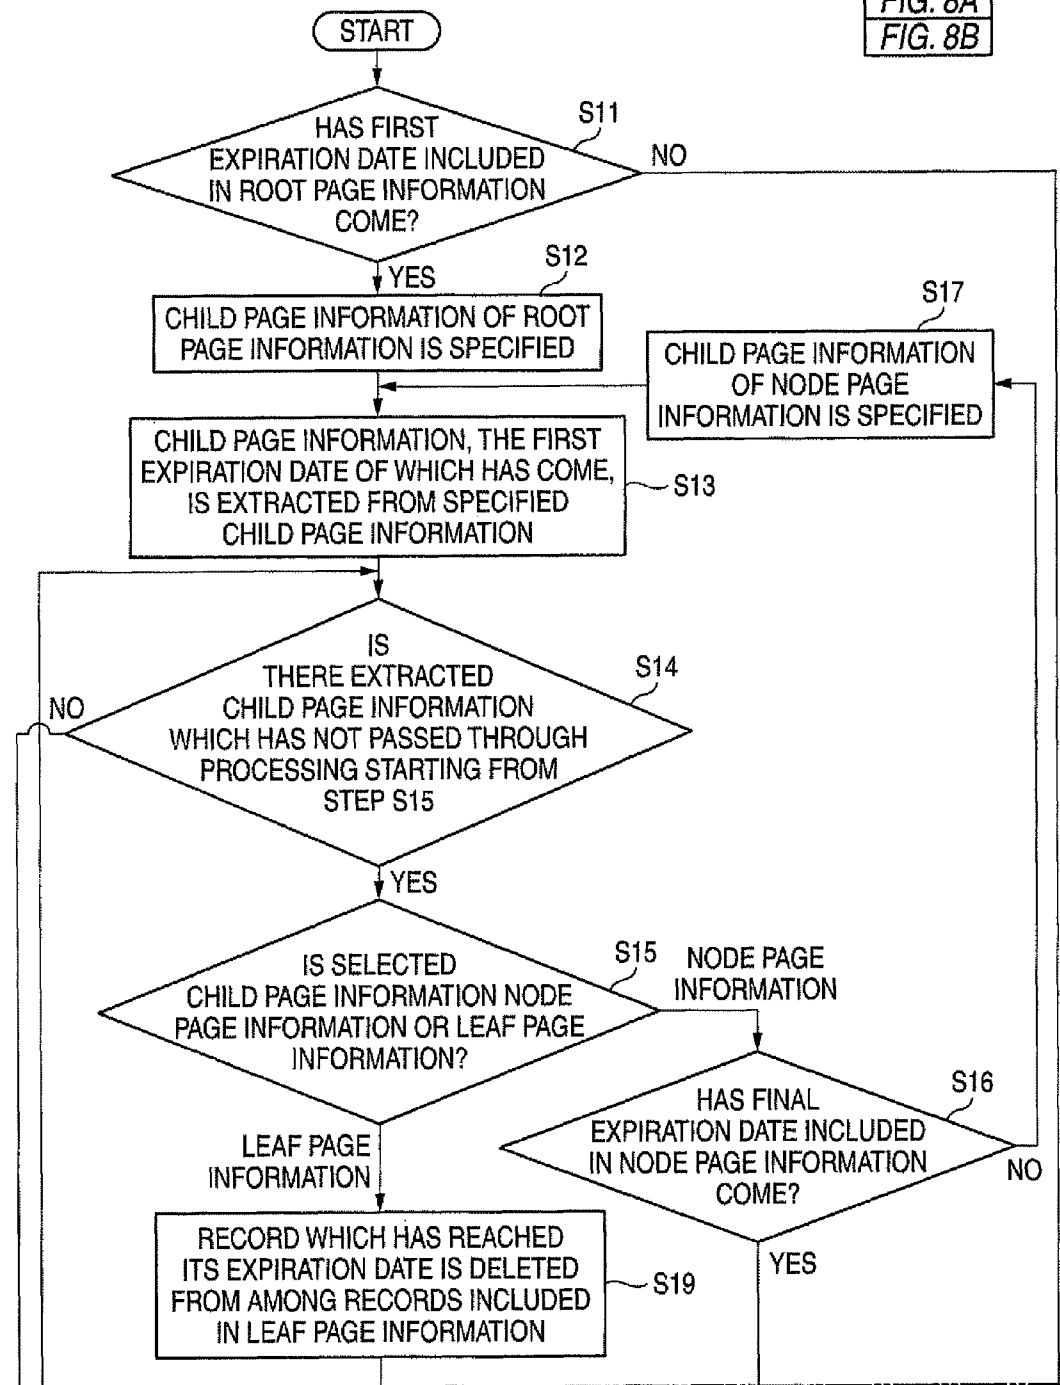 FIG. 8A
FIG. 8B
START
HAS FIRST
EXPIRATION DATE INCLUDED
IN ROOT PAGE INFORMATION
COME?
S11
NO
YES
S12
CHILD PAGE INFORMATION OF ROOT
PAGE INFORMATION IS SPECIFIED
S17
CHILD PAGE INFORMATION
OF NODE PAGE
INFORMATION IS SPECIFIED
CHILD PAGE INFORMATION, THE FIRST
EXPIRATION DATE OF WHICH HAS COME,
IS EXTRACTED FROM SPECIFIED
CHILD PAGE INFORMATION
S13
IS
THERE EXTRACTED
CHILD PAGE INFORMATION
WHICH HAS NOT PASSED THROUGH
PROCESSING STARTING FROM
STEP S15
S14
NO
YES
IS SELECTED
CHILD PAGE INFORMATION NODE
PAGE INFORMATION OR LEAF PAGE
INFORMATION?
S15
NODE PAGE
INFORMATION
HAS FINAL
EXPIRATION DATE INCLUDED
IN NODE PAGE INFORMATION
COME?
S16
NO
YES
LEAF PAGE
INFORMATION
RECORD WHICH HAS REACHED
ITS EXPIRATION DATE IS DELETED
FROM AMONG RECORDS INCLUDED
IN LEAF PAGE INFORMATION
S19